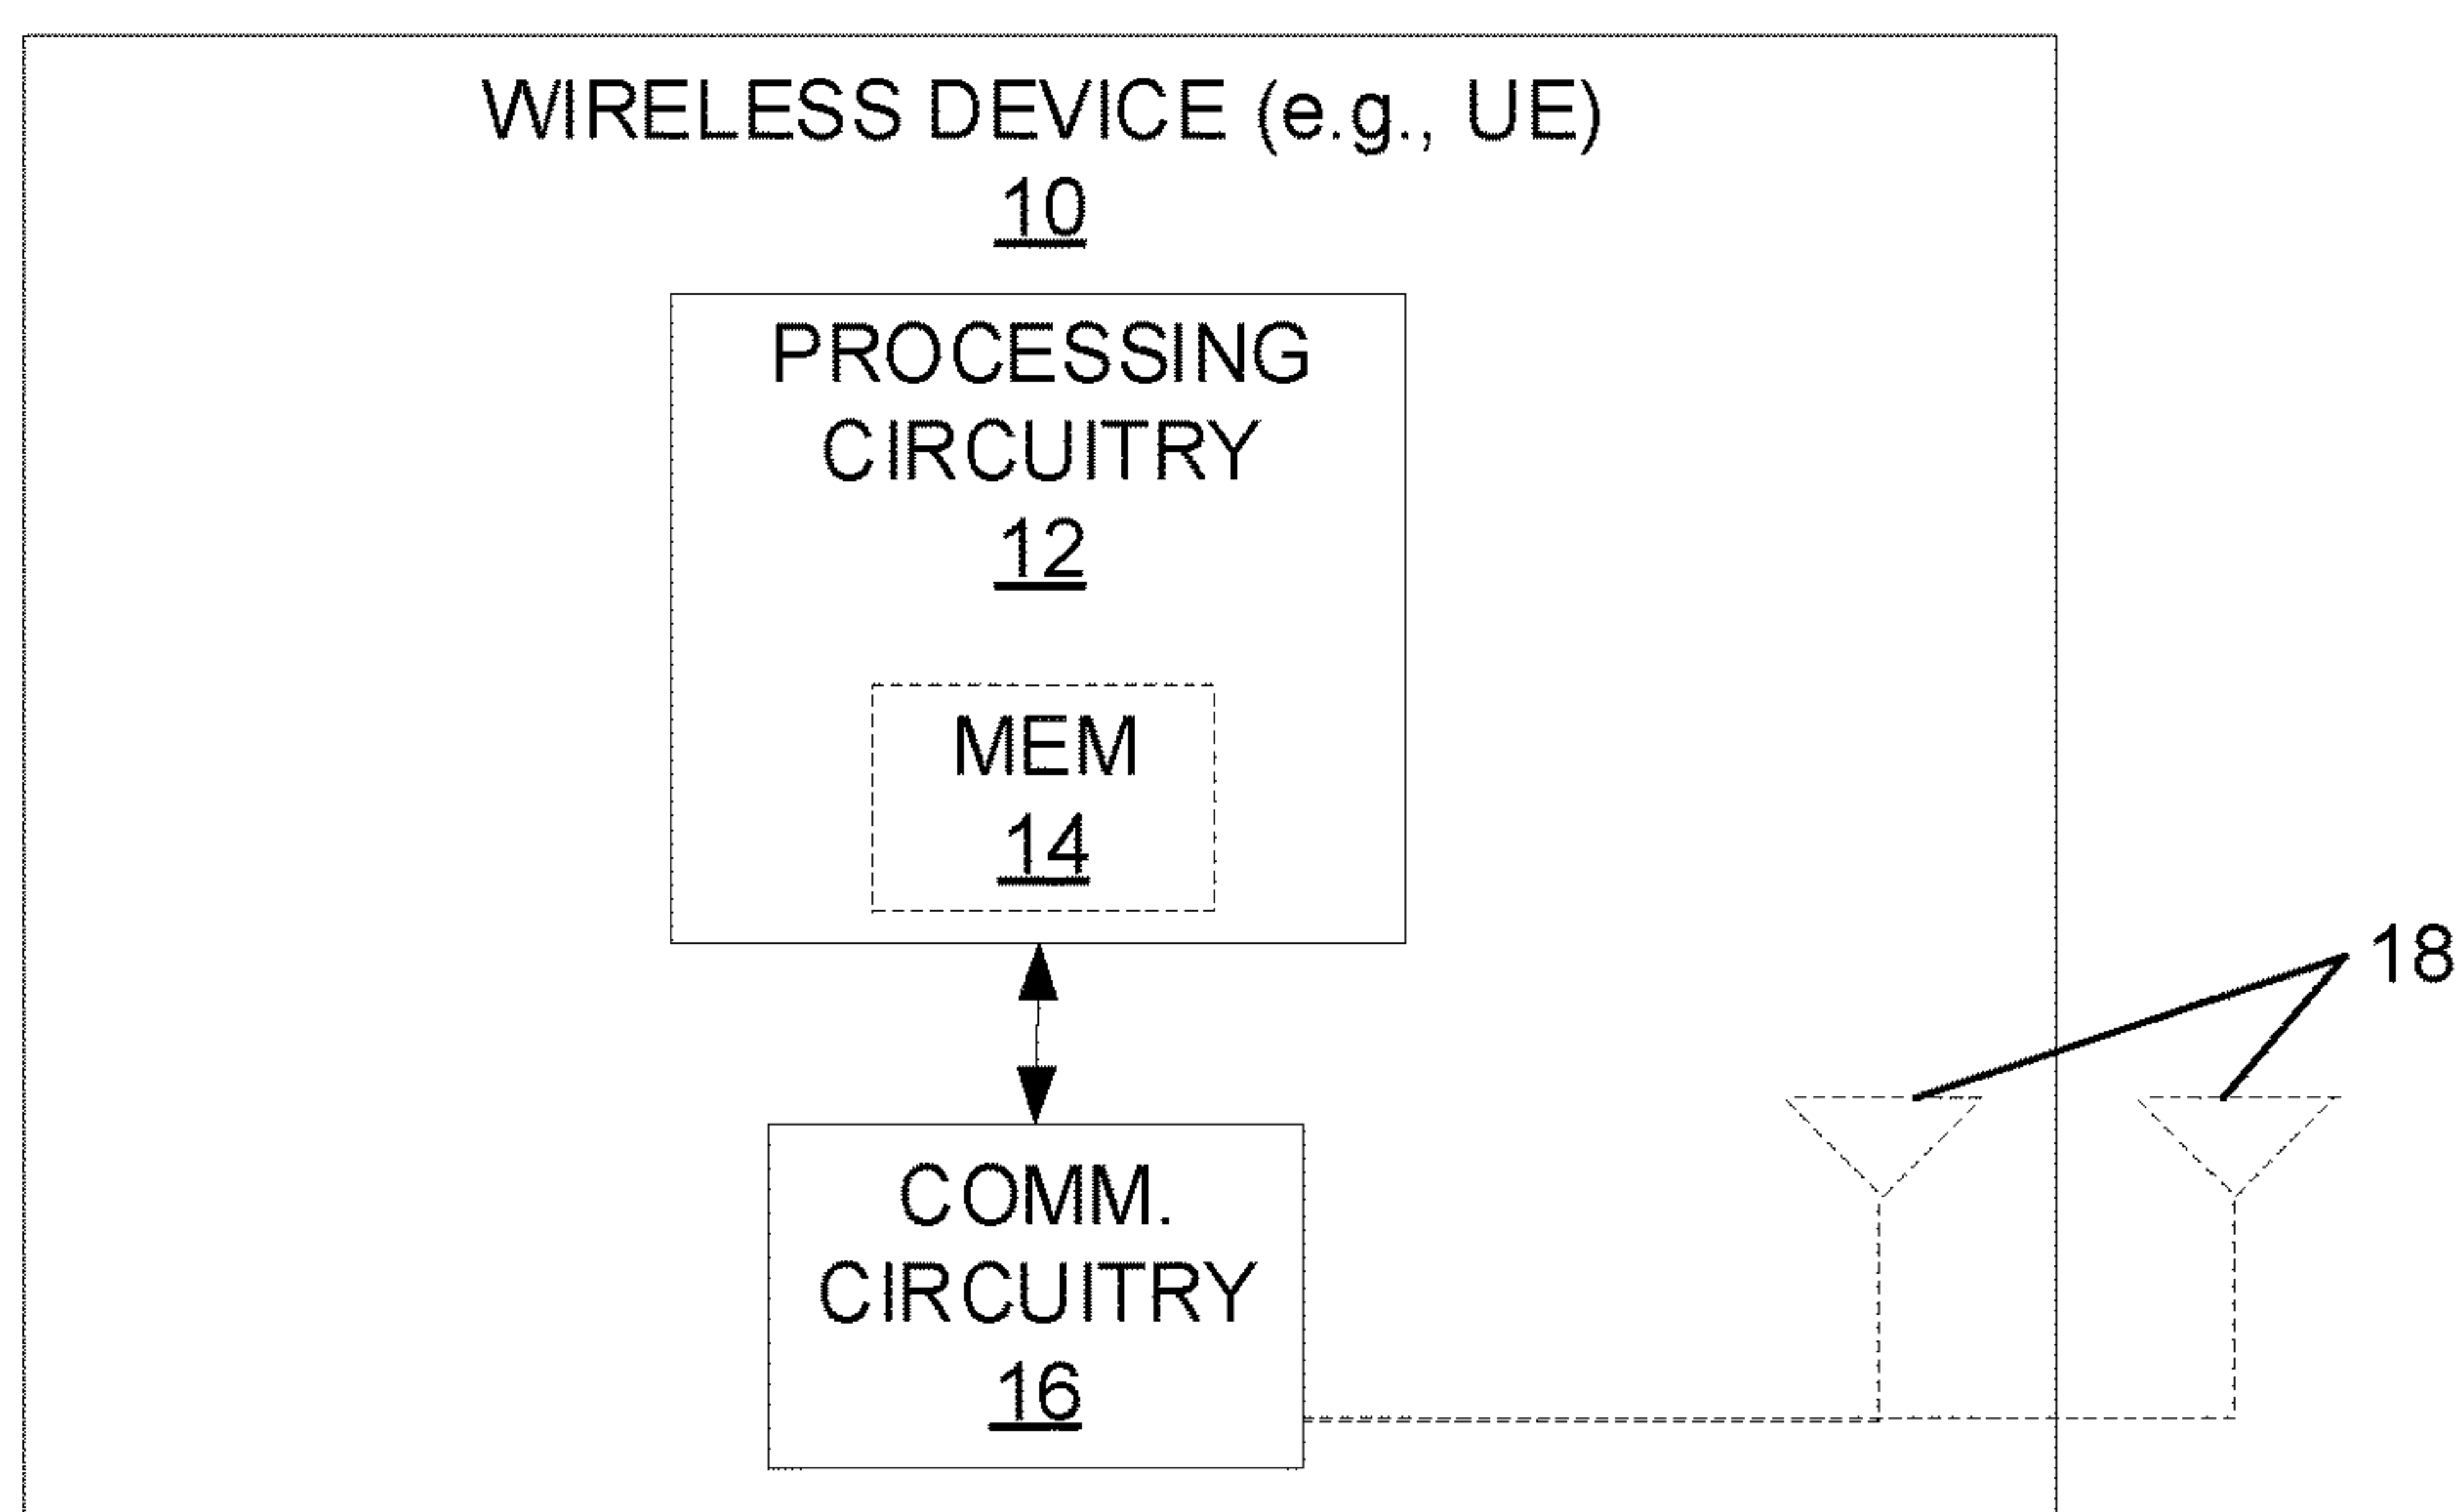 WIRELESS DEVICE (e.g., UE)
10
PROCESSING
CIRCUITRY
12
MEM
14
18
COMM.
CIRCUITRY
16